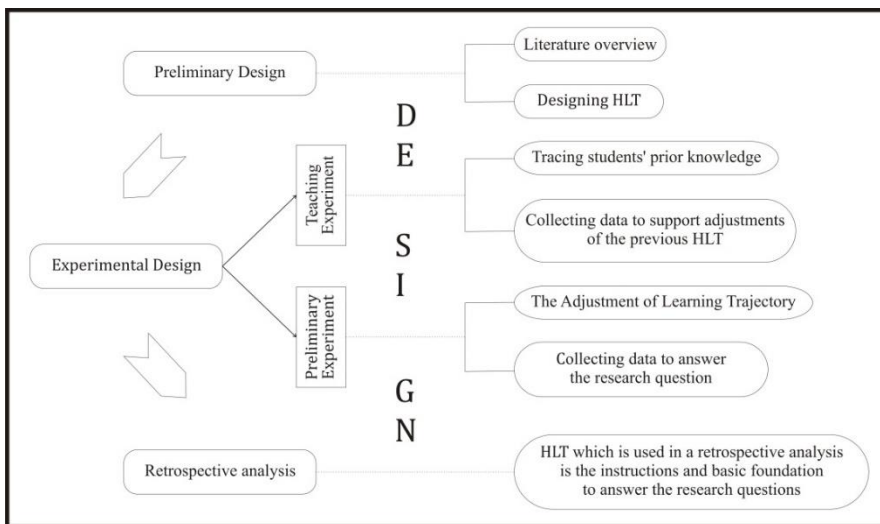 Preliminary Design
Literature overview
Designing HLT
DESIGN
Teaching
Experiment
Tracing students' prior knowledge
Collecting data to support adjustments
of the previous HLT
Experimental Design
Preliminary
Experiment
The Adjustment of Learning Trajectory
Collecting data to answer
the research question
Retrospective analysis
HLT which is used in a retrospective analysis
is the instructions and basic foundation
to answer the research questions